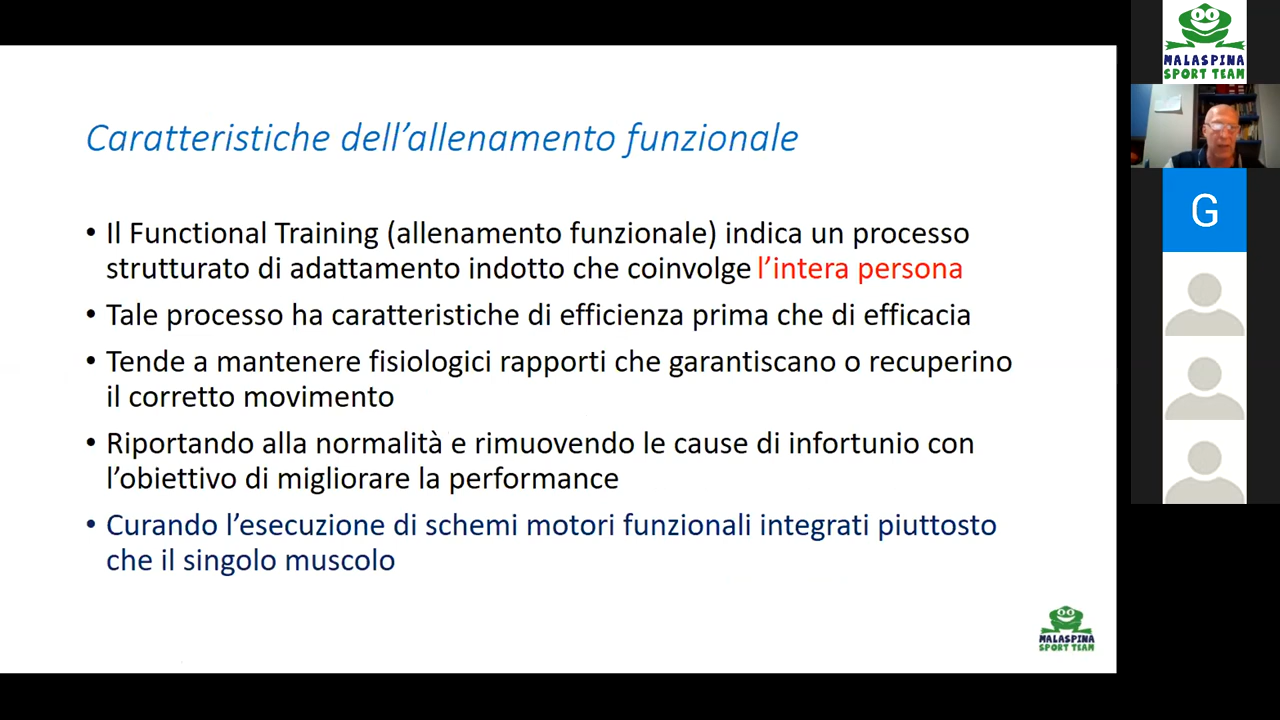 Caratteristiche dell’allenamento funzionale
• Il Functional Training (allenamento funzionale) indica un processo
strutturato di adattamento indotto che coinvolge l’intera persona
• Tale processo ha caratteristiche di efficienza prima che di efficacia
• Tende a mantenere fisiologici rapporti che garantiscano o recuperino
il corretto movimento
• Riportando alla normalità e rimuovendo le cause di infortunio con
l’obiettivo di migliorare la performance
• Curando l’esecuzione di schemi motori funzionali integrati piuttosto
che il singolo muscolo
MALASPINA
SPORT TEAM
MALASPINA
SPORT TEAM
G